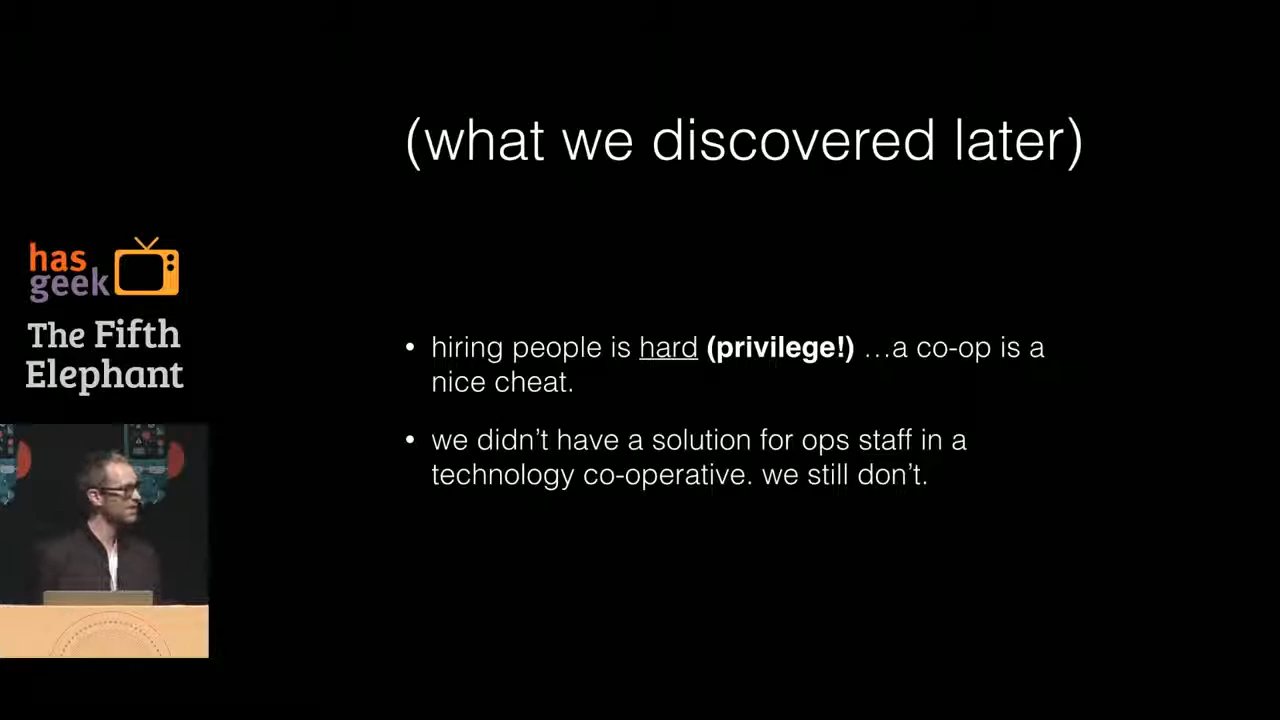 (what we discovered later)
has
geek
The Fifth
Elephant
• hiring people is hard (privilege!) …a co-op is a
nice cheat.
• we didn’t have a solution for ops staff in a
technology co-operative. we still don’t.